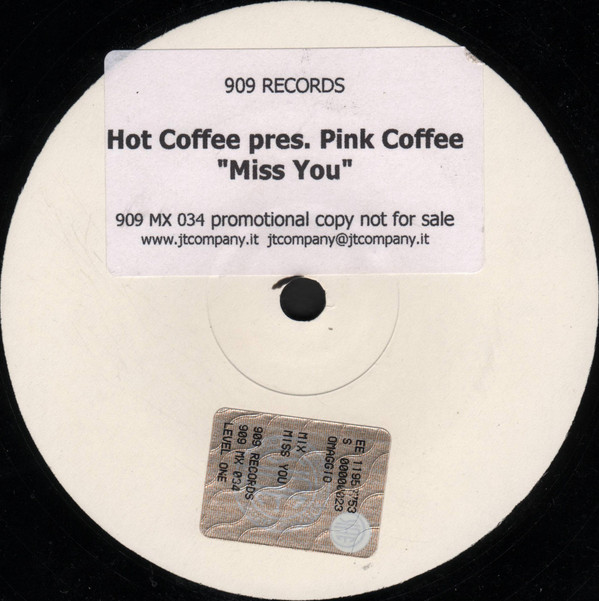 909 RECORDS
Hot Coffee pres. Pink Coffee
"Miss You"
909 MX 034 promotional copy not for sale
www.jtcompany.it jtcompany@jtcompany.it
OMAGGIO
MIX
MISS YOU
909 RECORDS
909 MX 034
LEVEL ONE